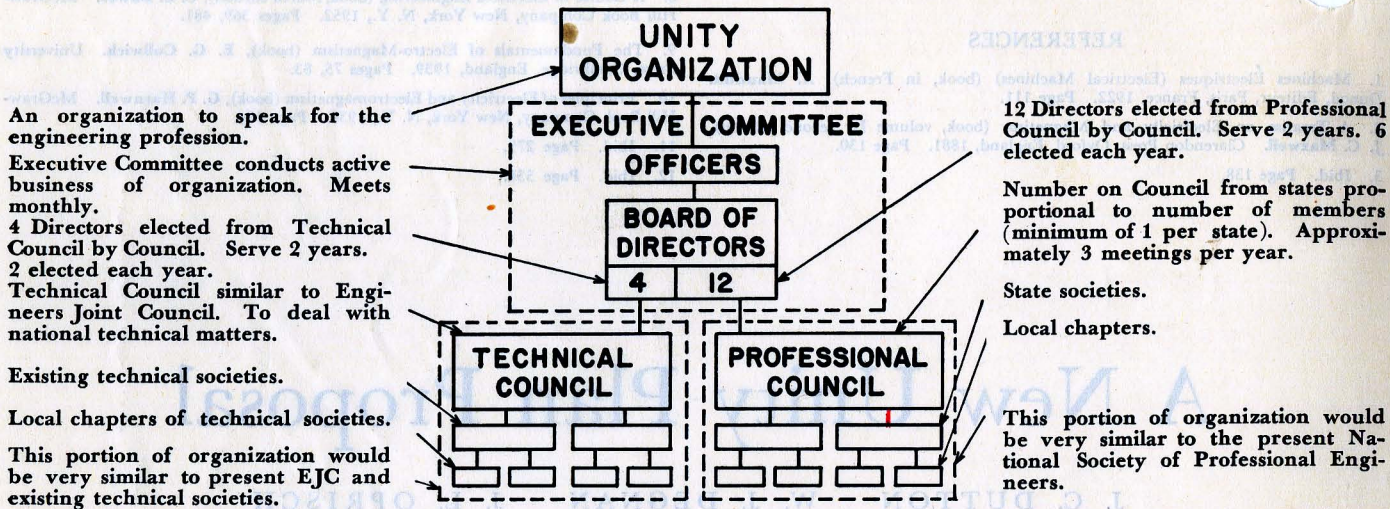 UNITY
ORGANIZATION
EXECUTIVE COMMITTEE
OFFICERS
BOARD OF
DIRECTORS
4 12
TECHNICAL
COUNCIL
PROFESSIONAL
COUNCIL
An organization to speak for the
engineering profession.
Executive Committee conducts active
business of organization. Meets
monthly.
4 Directors elected from Technical
Council by Council. Serve 2 years.
2 elected each year.
Technical Council similar to Engi-
neers Joint Council. To deal with
national technical matters.
Existing technical societies.
Local chapters of technical societies.
This portion of organization would
be very similar to present EJC and
existing technical societies.
12 Directors elected from Professional
Council by Council. Serve 2 years. 6
elected each year.
Number on Council from states pro-
portional to number of members
(minimum of 1 per state). Approxi-
mately 3 meetings per year.
State societies.
Local chapters.
This portion of organization would
be very similar to the present Na-
tional Society of Professional Engi-
neers.
REFERENCES
A New Unity Plan Proposal